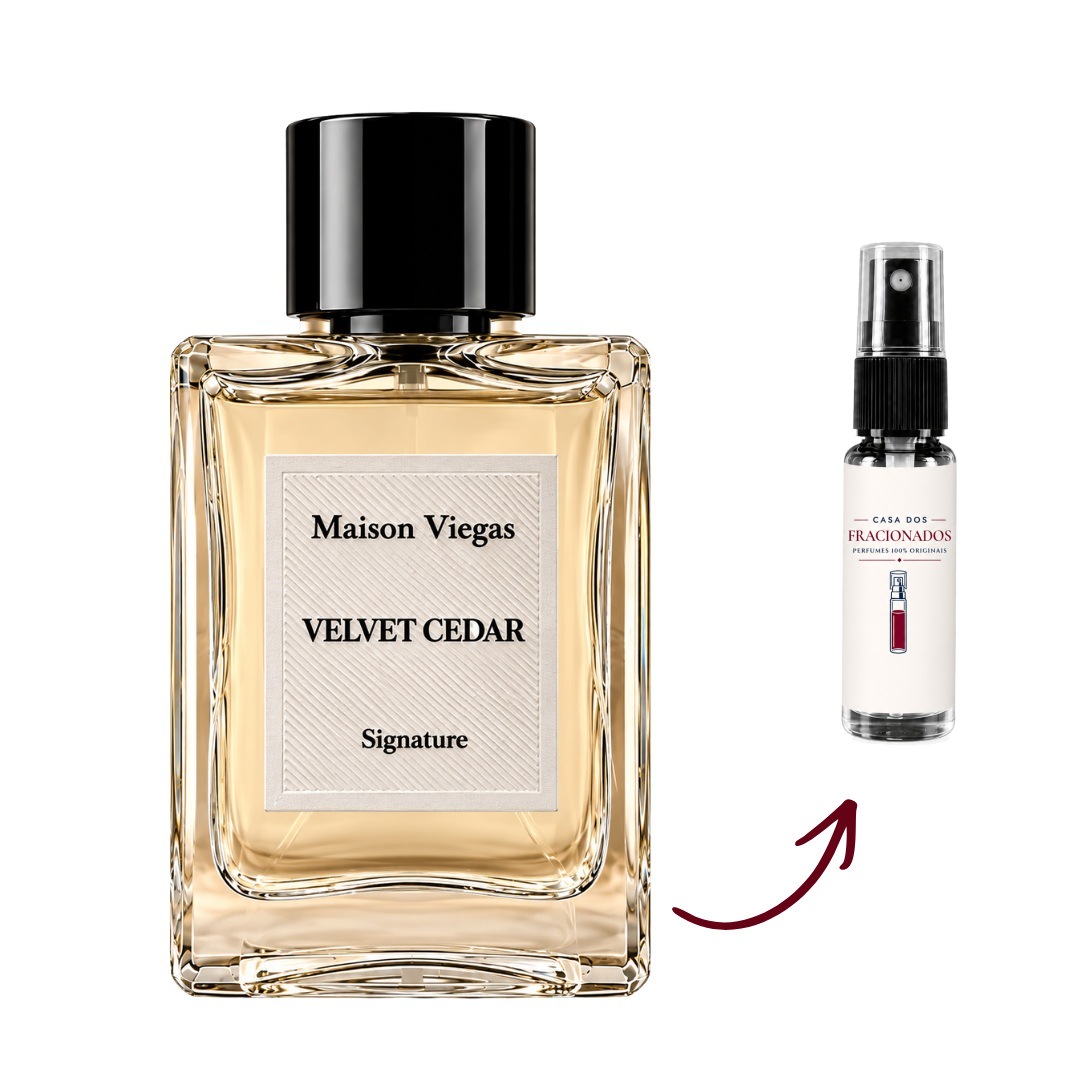 Maison Viegas
VELVET CEDAR
Signature
CASA DOS
FRACIONADOS
PERFUMES 100% ORIGINAIS